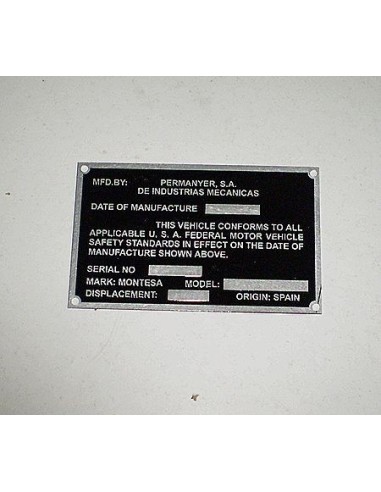 MFD.BY: PERMANYER, S.A.
DE INDUSTRIAS MECANICAS
DATE OF MANUFACTURE
THIS VEHICLE CONFORMS TO ALL
APPLICABLE U. S. A. FEDERAL MOTOR VEHICLE
SAFETY STANDARDS IN EFFECT ON THE DATE OF
MANUFACTURE SHOWN ABOVE.
SERIAL NO
MARK: MONTESA MODEL:
DISPLACEMENT: ORIGIN: SPAIN